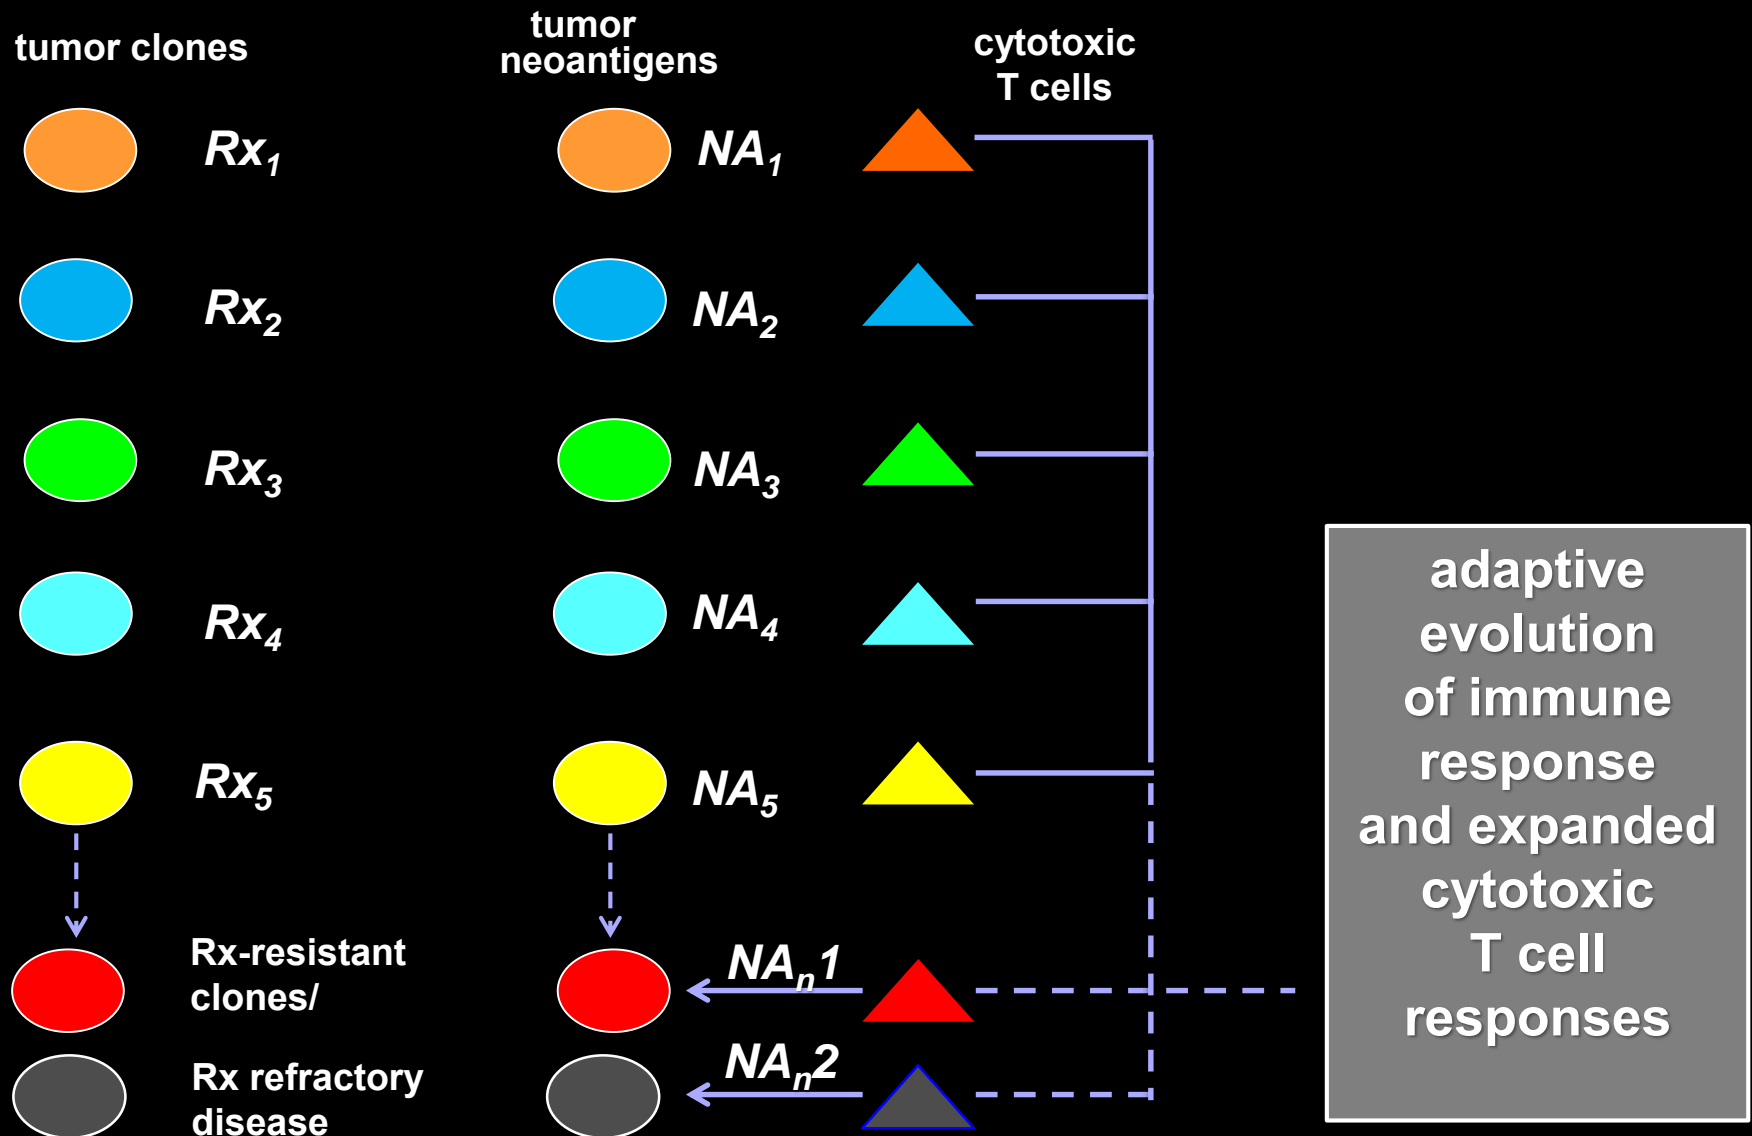 tumor clones
tumor
neoantigens
cytotoxic
T cells
Rx₁
NA₁
Rx₂
NA₂
Rx₃
NA₃
Rx₄
NA₄
Rx₅
NA₅
Rx-resistant
clones/
NAₙ1
Rx refractory
disease
NAₙ2
adaptive
evolution
of immune
response
and expanded
cytotoxic
T cell
responses